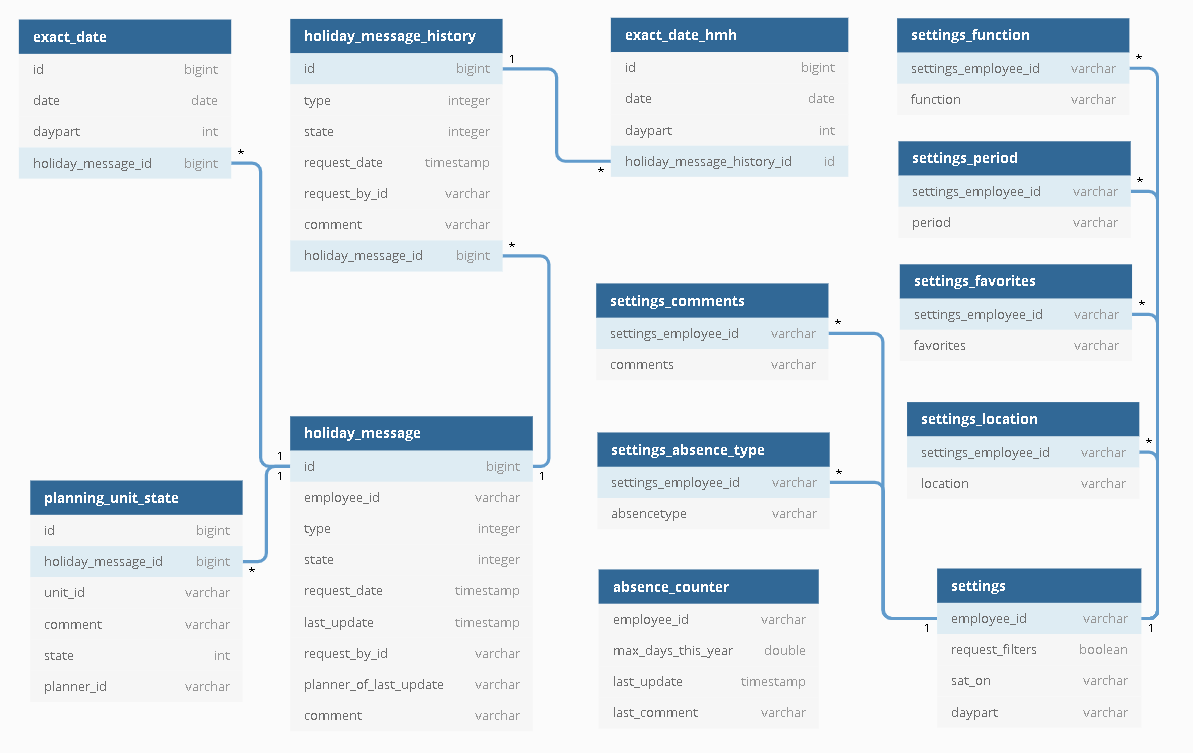 exact_date
id bigint
date date
daypart int
holiday_message_id bigint
*
holiday_message_history
id bigint
1
type integer
state integer
request_date timestamp
request_by_id varchar
comment varchar
holiday_message_id bigint
*
exact_date_hmh
id bigint
date date
daypart int
holiday_message_history_id id
*
settings_function
settings_employee_id varchar
*
function varchar
settings_period
settings_employee_id varchar
*
period varchar
settings_favorites
settings_employee_id varchar
*
favorites varchar
settings_comments
settings_employee_id varchar
*
comments varchar
settings_location
settings_employee_id varchar
*
location varchar
holiday_message
1
id bigint
1
1
employee_id varchar
type integer
state integer
request_date timestamp
last_update timestamp
request_by_id varchar
planner_of_last_update varchar
comment varchar
settings_absence_type
settings_employee_id varchar
*
absencetype varchar
planning_unit_state
id bigint
holiday_message_id bigint
*
unit_id varchar
comment varchar
state int
planner_id varchar
absence_counter
employee_id varchar
max_days_this_year double
last_update timestamp
last_comment varchar
settings
employee_id varchar
1
1
request_filters boolean
sat_on varchar
daypart varchar